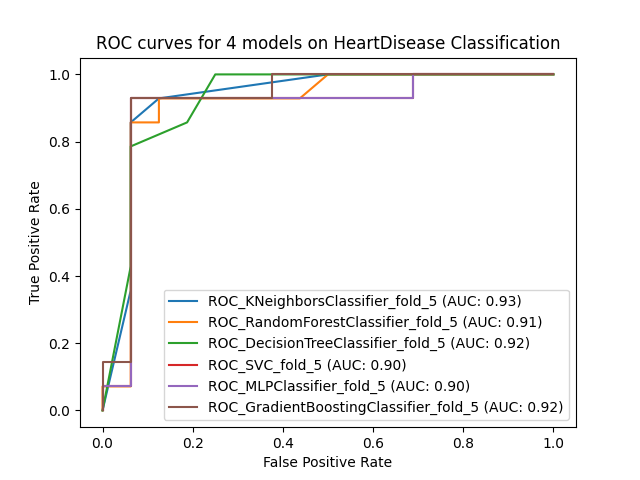 ROC curves for 4 models on HeartDisease Classification
True Positive Rate
1.0
0.8
0.6
0.4
0.2
0.0
ROC_KNeighborsClassifier_fold_5 (AUC: 0.93)
ROC_RandomForestClassifier_fold_5 (AUC: 0.91)
ROC_DecisionTreeClassifier_fold_5 (AUC: 0.92)
ROC_SVC_fold_5 (AUC: 0.90)
ROC_MLPClassifier_fold_5 (AUC: 0.90)
ROC_GradientBoostingClassifier_fold_5 (AUC: 0.92)
0.0 0.2 0.4 0.6 0.8 1.0
False Positive Rate